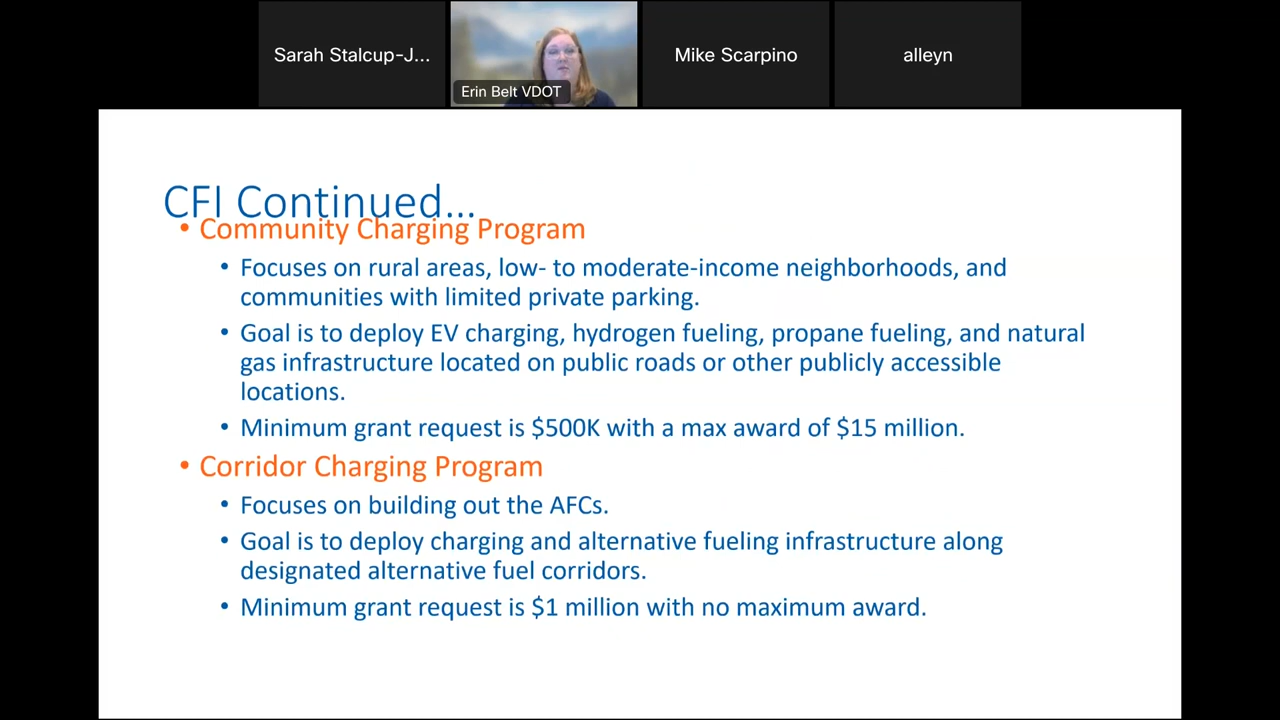 Sarah Stalcup-J...
Erin Belt VDOT
Mike Scarpino
alleyn
CFI Continued...
• Community Charging Program
• Focuses on rural areas, low- to moderate-income neighborhoods, and
communities with limited private parking.
• Goal is to deploy EV charging, hydrogen fueling, propane fueling, and natural
gas infrastructure located on public roads or other publicly accessible
locations.
• Minimum grant request is $500K with a max award of $15 million.
• Corridor Charging Program
• Focuses on building out the AFCs.
• Goal is to deploy charging and alternative fueling infrastructure along
designated alternative fuel corridors.
• Minimum grant request is $1 million with no maximum award.